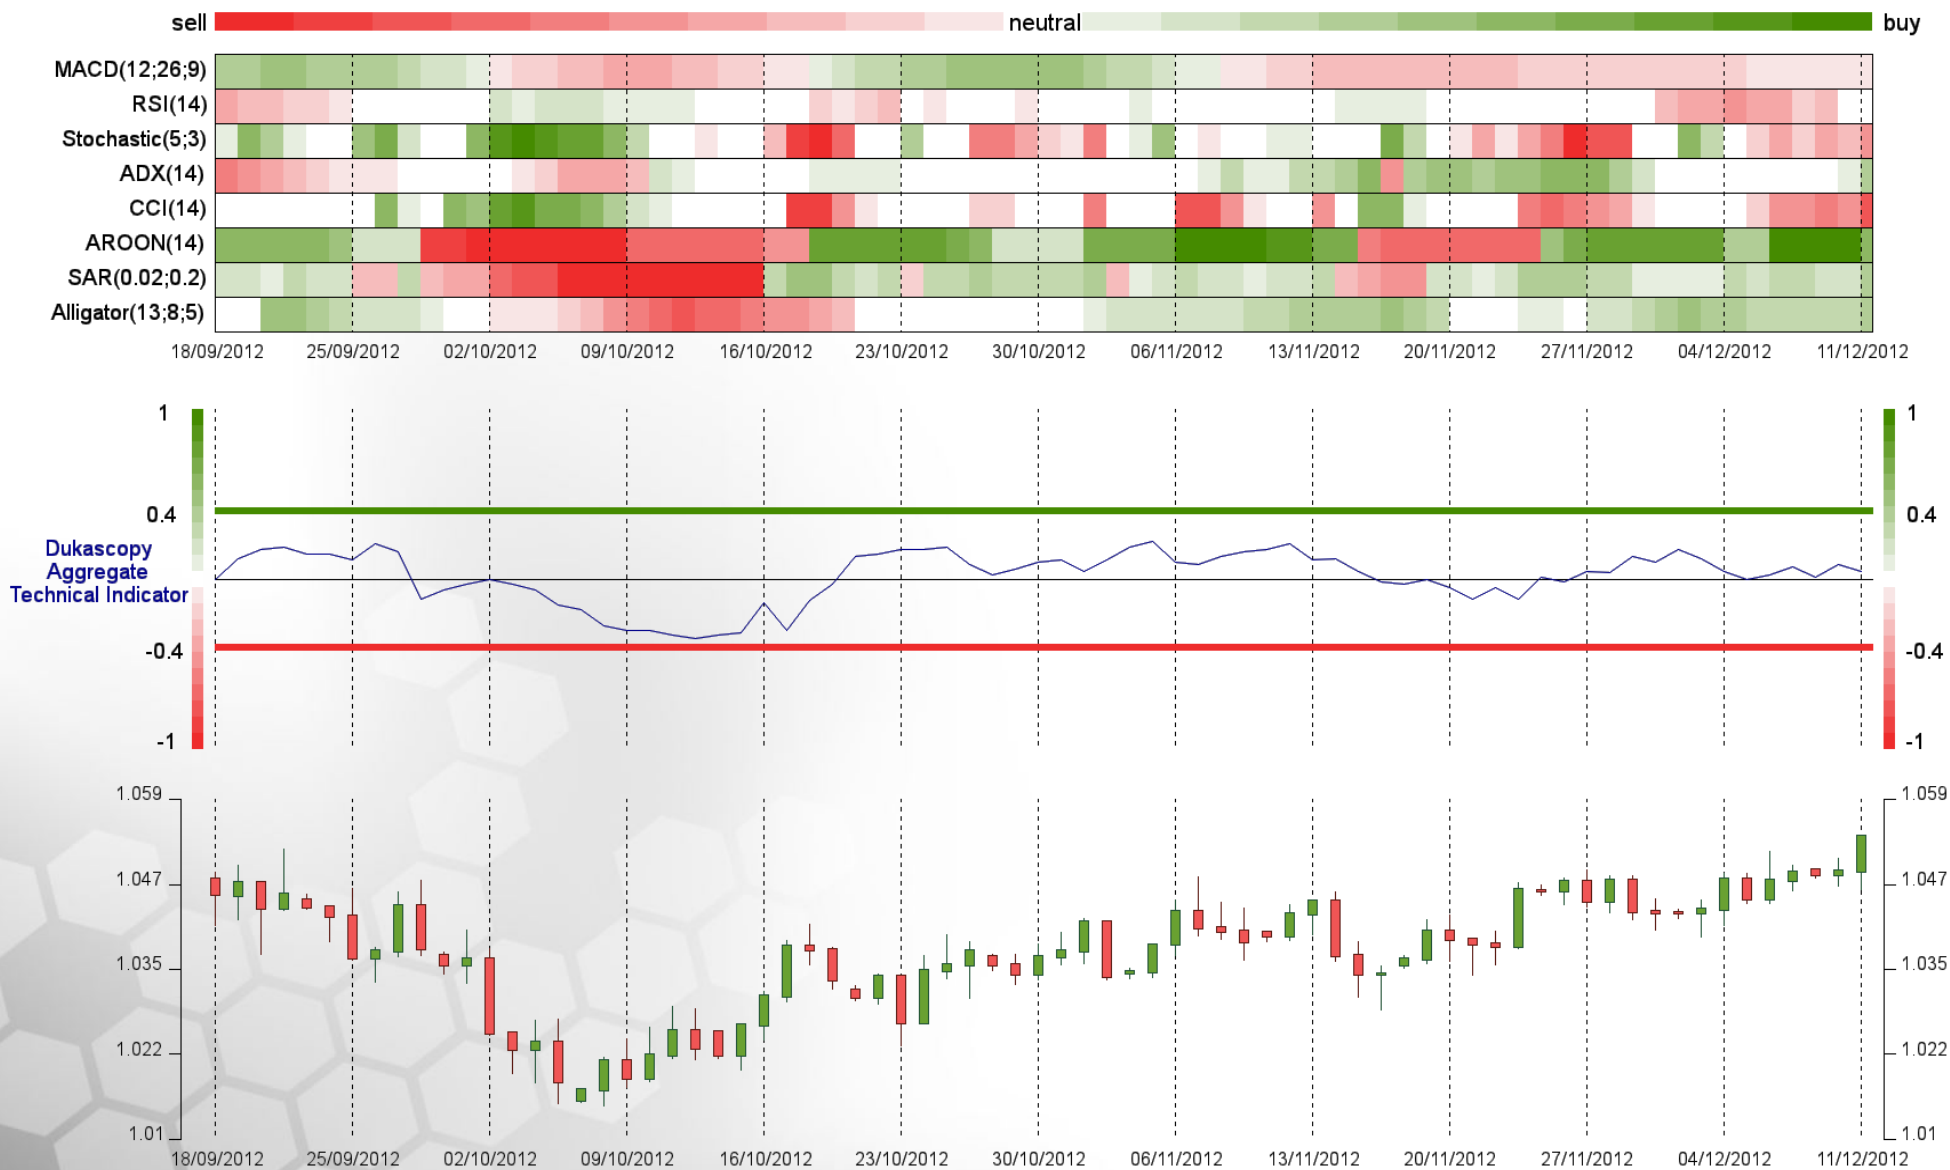 sell neutral buy
MACD(12;26;9)
RSI(14)
Stochastic(5;3)
ADX(14)
CCI(14)
AROON(14)
SAR(0.02;0.2)
Alligator(13;8;5)
18/09/2012 25/09/2012 02/10/2012 09/10/2012 16/10/2012 23/10/2012 30/10/2012 06/11/2012 13/11/2012 20/11/2012 27/11/2012 04/12/2012 11/12/2012
1 1
0.4 0.4
Dukascopy
Aggregate
Technical Indicator
-0.4 -0.4
-1 -1
1.059 1.059
1.047 1.047
1.035 1.035
1.022 1.022
1.01 1.01
18/09/2012 25/09/2012 02/10/2012 09/10/2012 16/10/2012 23/10/2012 30/10/2012 06/11/2012 13/11/2012 20/11/2012 27/11/2012 04/12/2012 11/12/2012